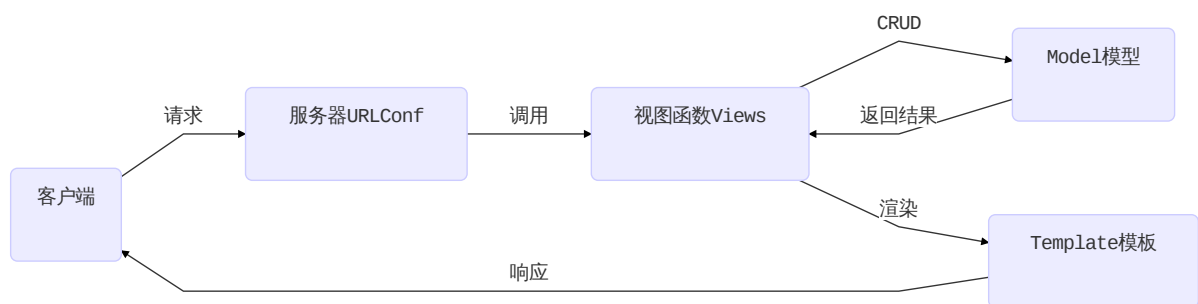 CRUD
Model模型
请求
服务器URLConf
调用
视图函数Views
返回结果
客户端
渲染
Template模板
响应